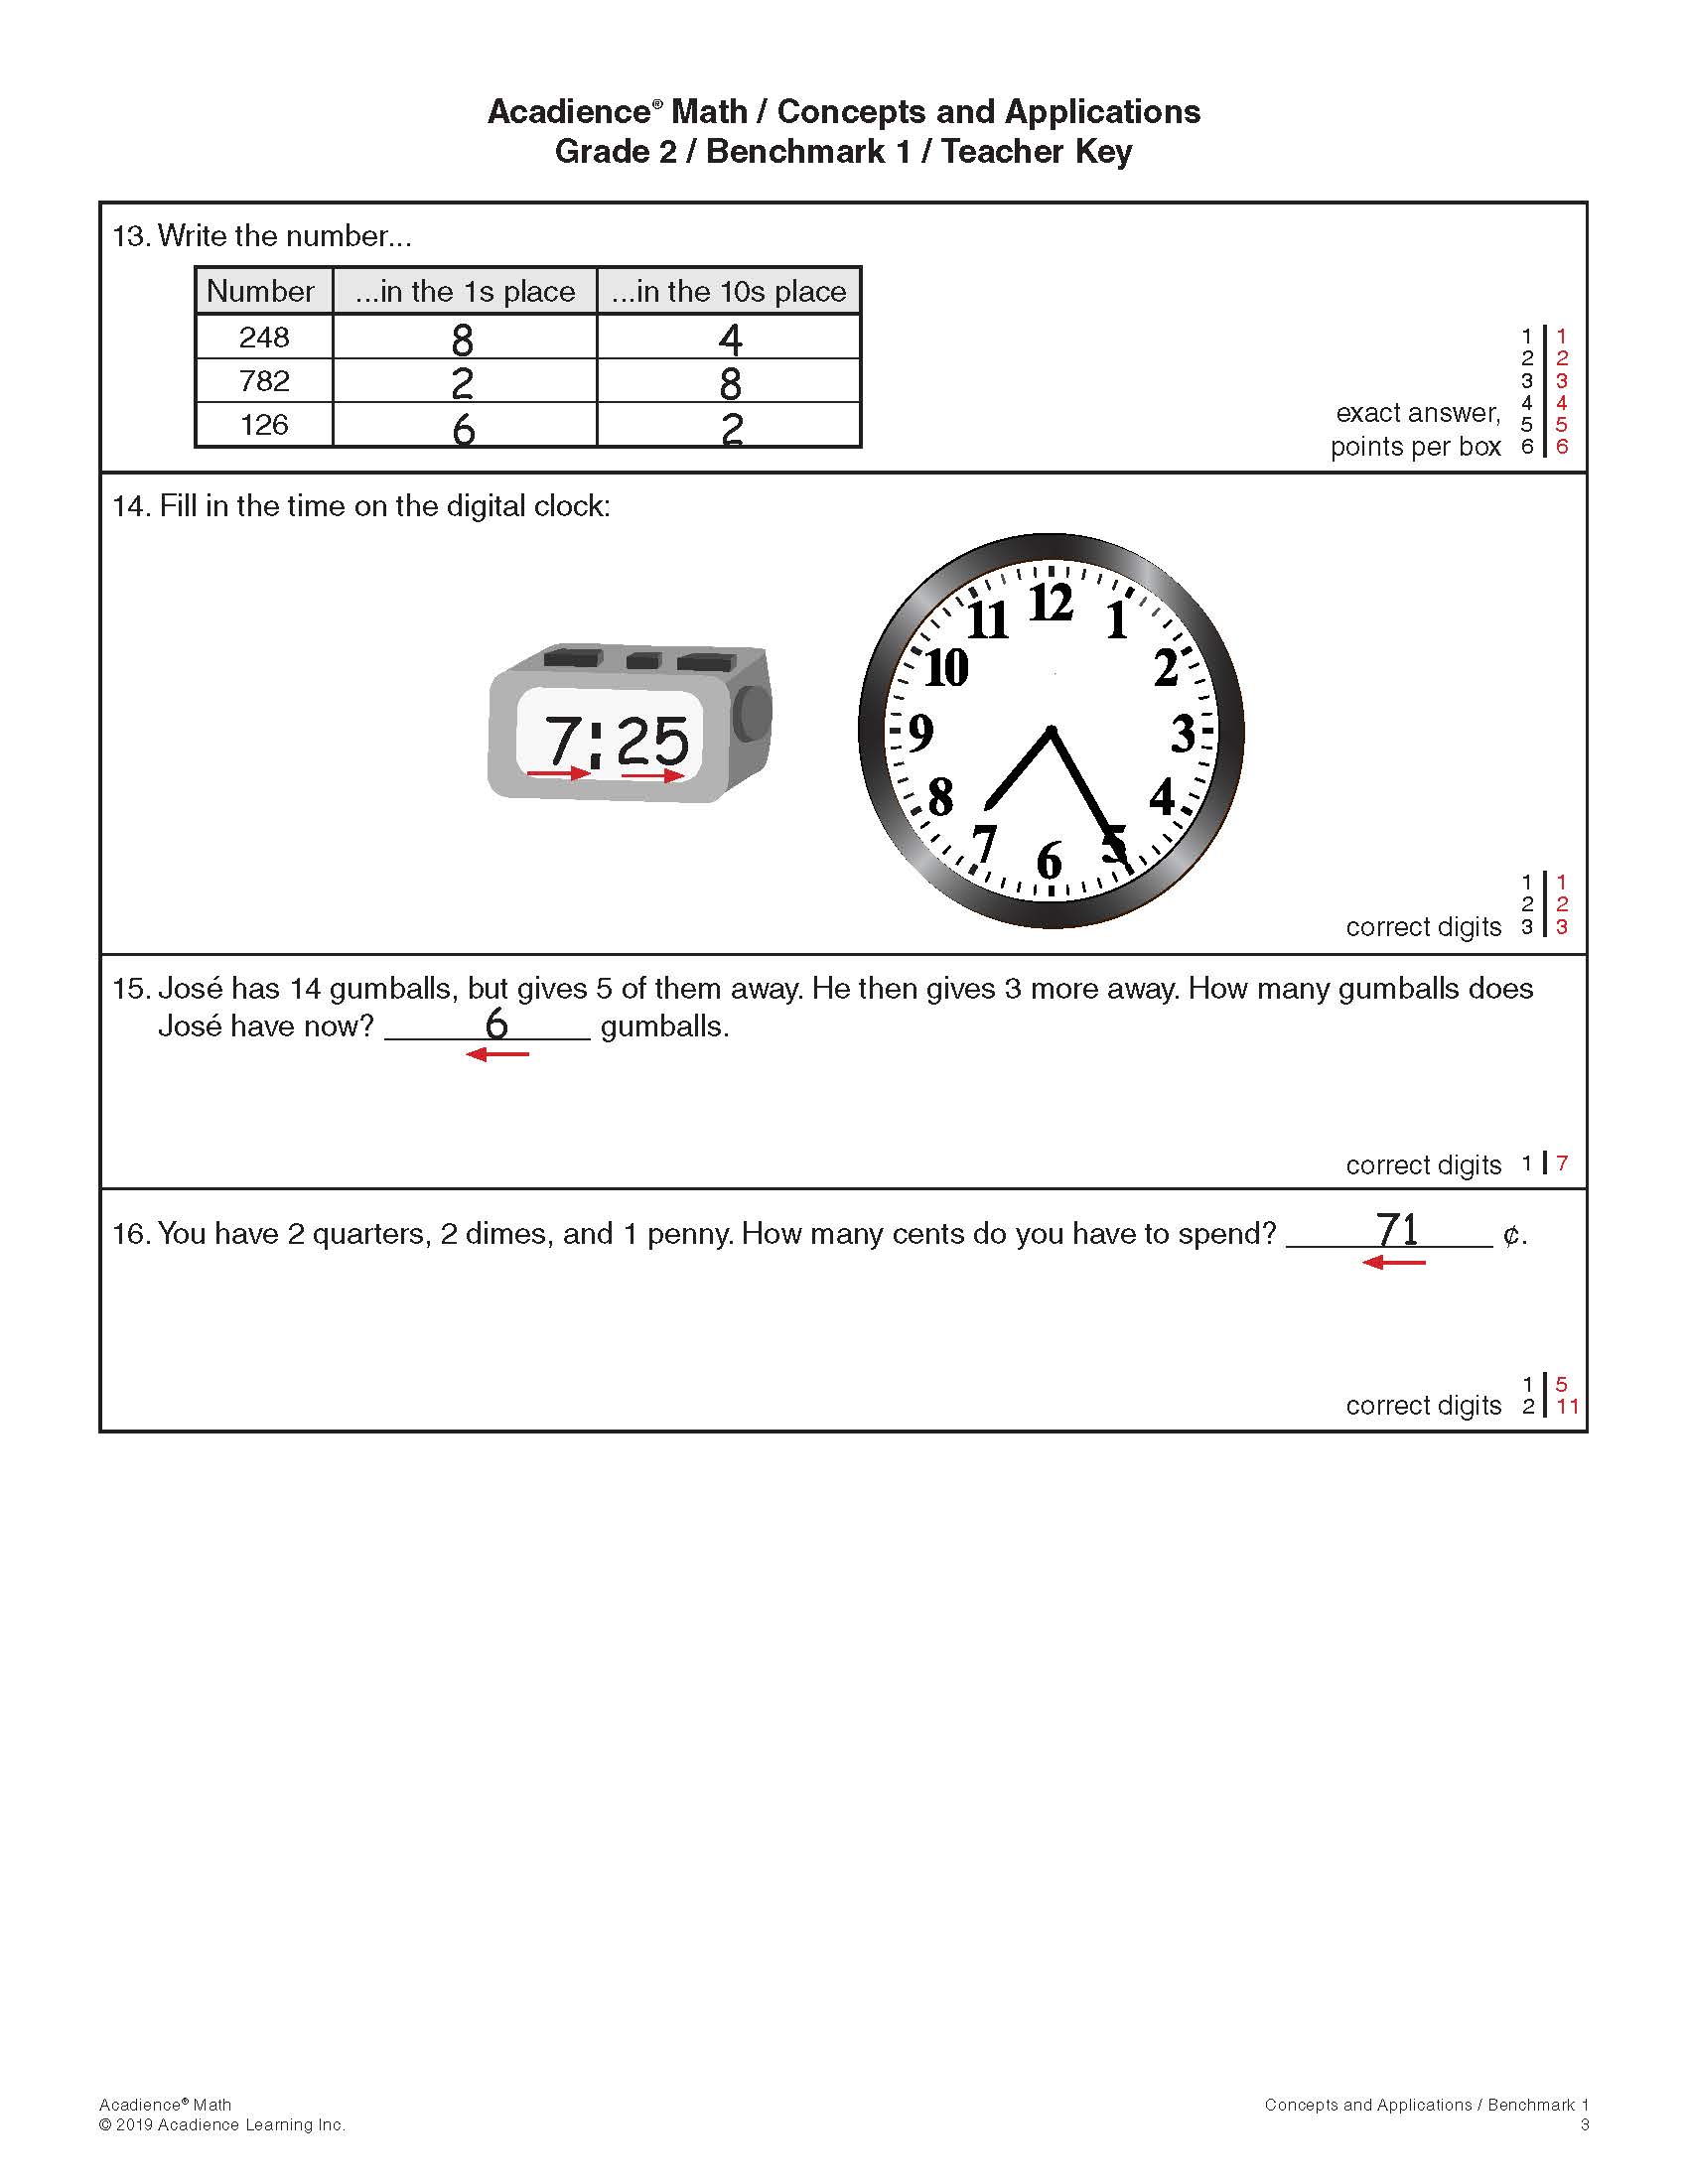 Acadience® Math / Concepts and Applications
Grade 2 / Benchmark 1 / Teacher Key
13. Write the number...
Number ...in the 1s place ...in the 10s place
248 8 4
782 2 8
126 6 2
1 1
2 2
3 3
exact answer, 4 4
5 5
points per box 6 6
14. Fill in the time on the digital clock:
7:25
12
11 1
10 2
9 3
8 4
7 5
6
1 1
2 2
correct digits 3 3
15. José has 14 gumballs, but gives 5 of them away. He then gives 3 more away. How many gumballs does
José have now? 6 gumballs.
correct digits 1 7
16. You have 2 quarters, 2 dimes, and 1 penny. How many cents do you have to spend? 71 ¢.
1 5
correct digits 2 11
Acadience® Math
© 2019 Acadience Learning Inc.
Concepts and Applications / Benchmark 1
3